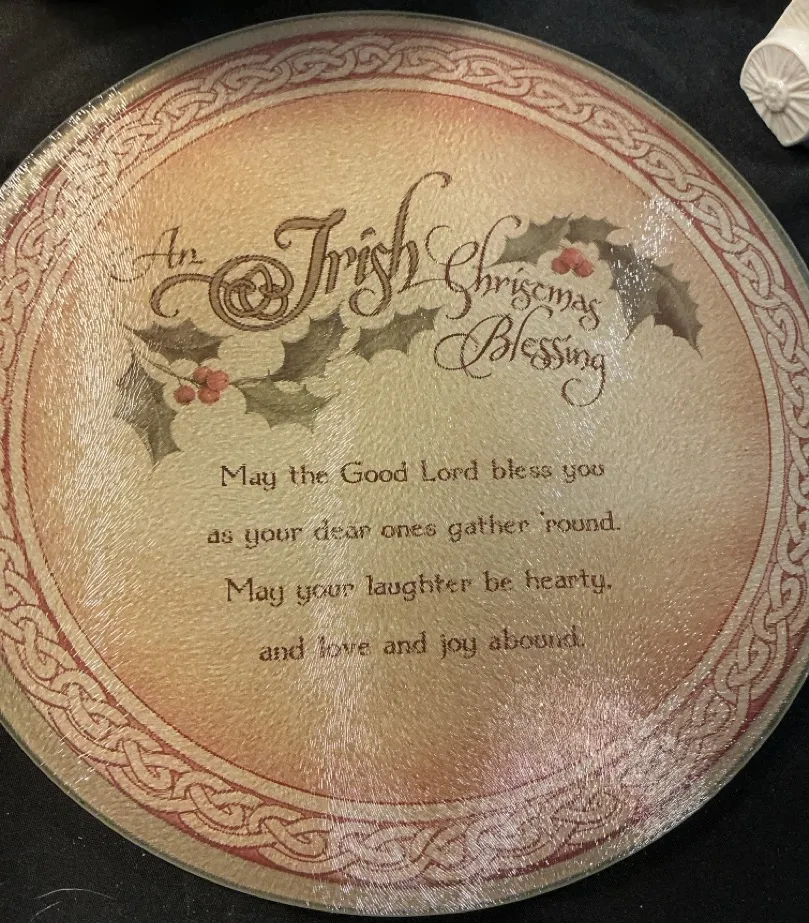 An Irish Christmas
Blessing
May the Good Lord bless you
as your dear ones gather 'round.
May your laughter be hearty,
and love and joy abound.